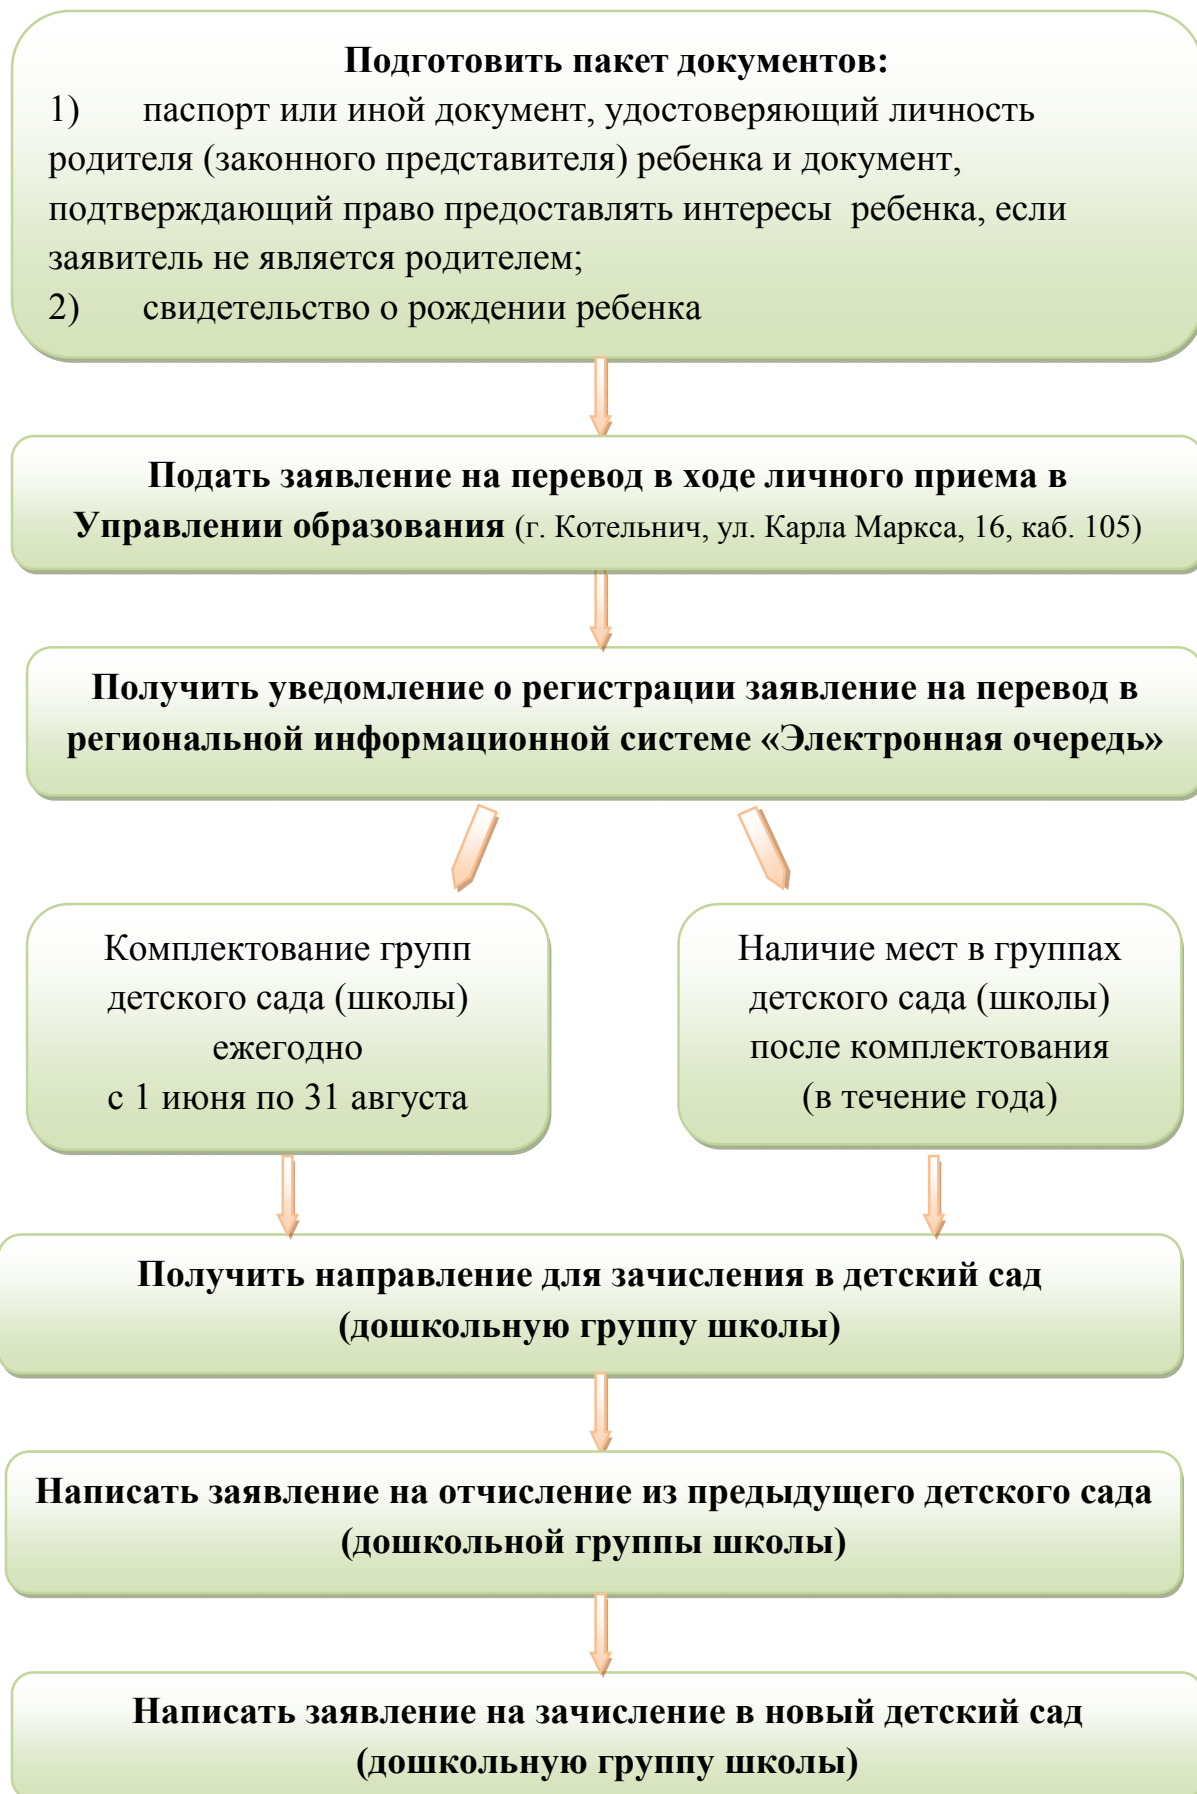 Подготовить пакет документов:
1) паспорт или иной документ, удостоверяющий личность
родителя (законного представителя) ребенка и документ,
подтверждающий право предоставлять интересы ребенка, если
заявитель не является родителем;
2) свидетельство о рождении ребенка
Подать заявление на перевод в ходе личного приема в
Управлении образования (г. Котельнич, ул. Карла Маркса, 16, каб. 105)
Получить уведомление о регистрации заявление на перевод в
региональной информационной системе «Электронная очередь»
Комплектование групп
детского сада (школы)
ежегодно
с 1 июня по 31 августа
Наличие мест в группах
детского сада (школы)
после комплектования
(в течение года)
Получить направление для зачисления в детский сад
(дошкольную группу школы)
Написать заявление на отчисление из предыдущего детского сада
(дошкольной группы школы)
Написать заявление на зачисление в новый детский сад
(дошкольную группу школы)